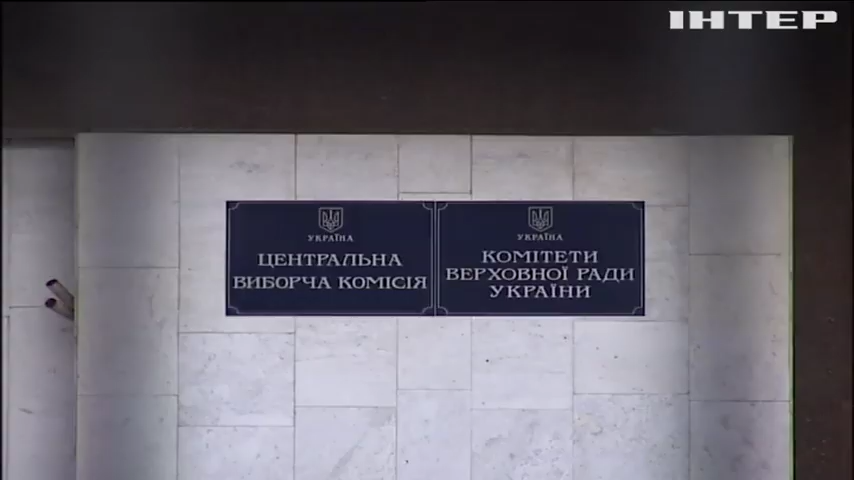 ІНТЕР
УКРАЇНА
ЦЕНТРАЛЬНА
ВИБОРЧА КОМІСІЯ
УКРАЇНА
КОМІТЕТИ
ВЕРХОВНОЇ РАДИ
УКРАЇНИ